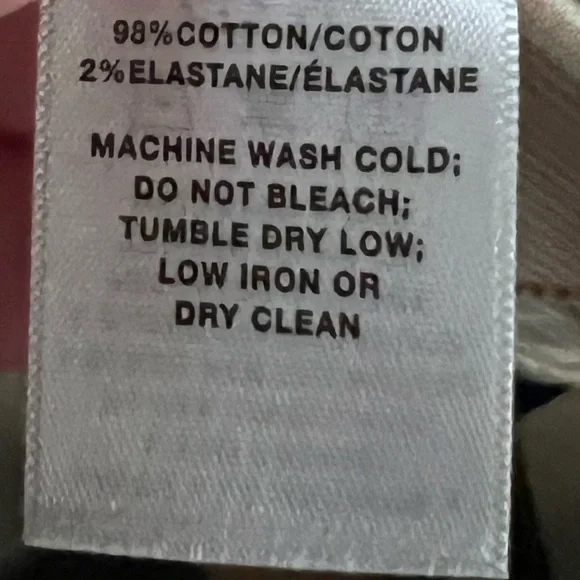 98%COTTON/COTON
2%ELASTANE/ÉLASTANE
MACHINE WASH COLD;
DO NOT BLEACH;
TUMBLE DRY LOW;
LOW IRON OR
DRY CLEAN